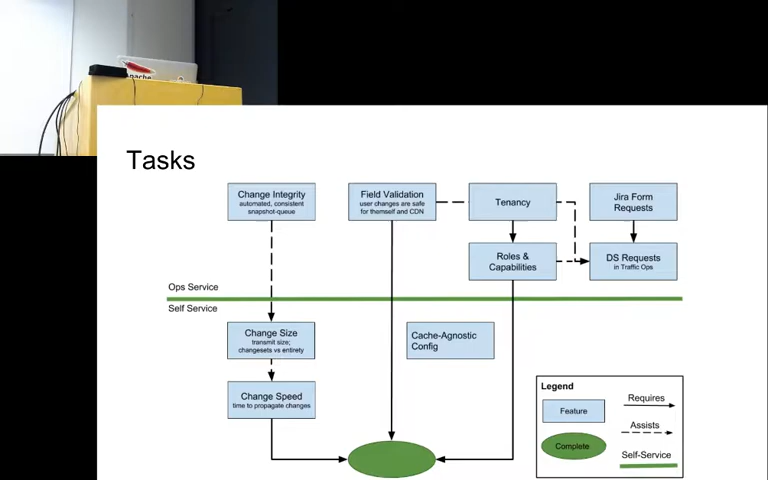 Apache
Tasks
Change Integrity
automated, consistent
snapshot-queue
Field Validation
user changes are safe
for themself and CDN
Tenancy
Jira Form
Requests
Roles &
Capabilities
DS Requests
in Traffic Ops
Ops Service
Self Service
Change Size
transmit size;
changesets vs entirety
Cache-Agnostic
Config
Change Speed
time to propagate changes
Legend
Feature
Complete
Requires
Assists
Self-Service